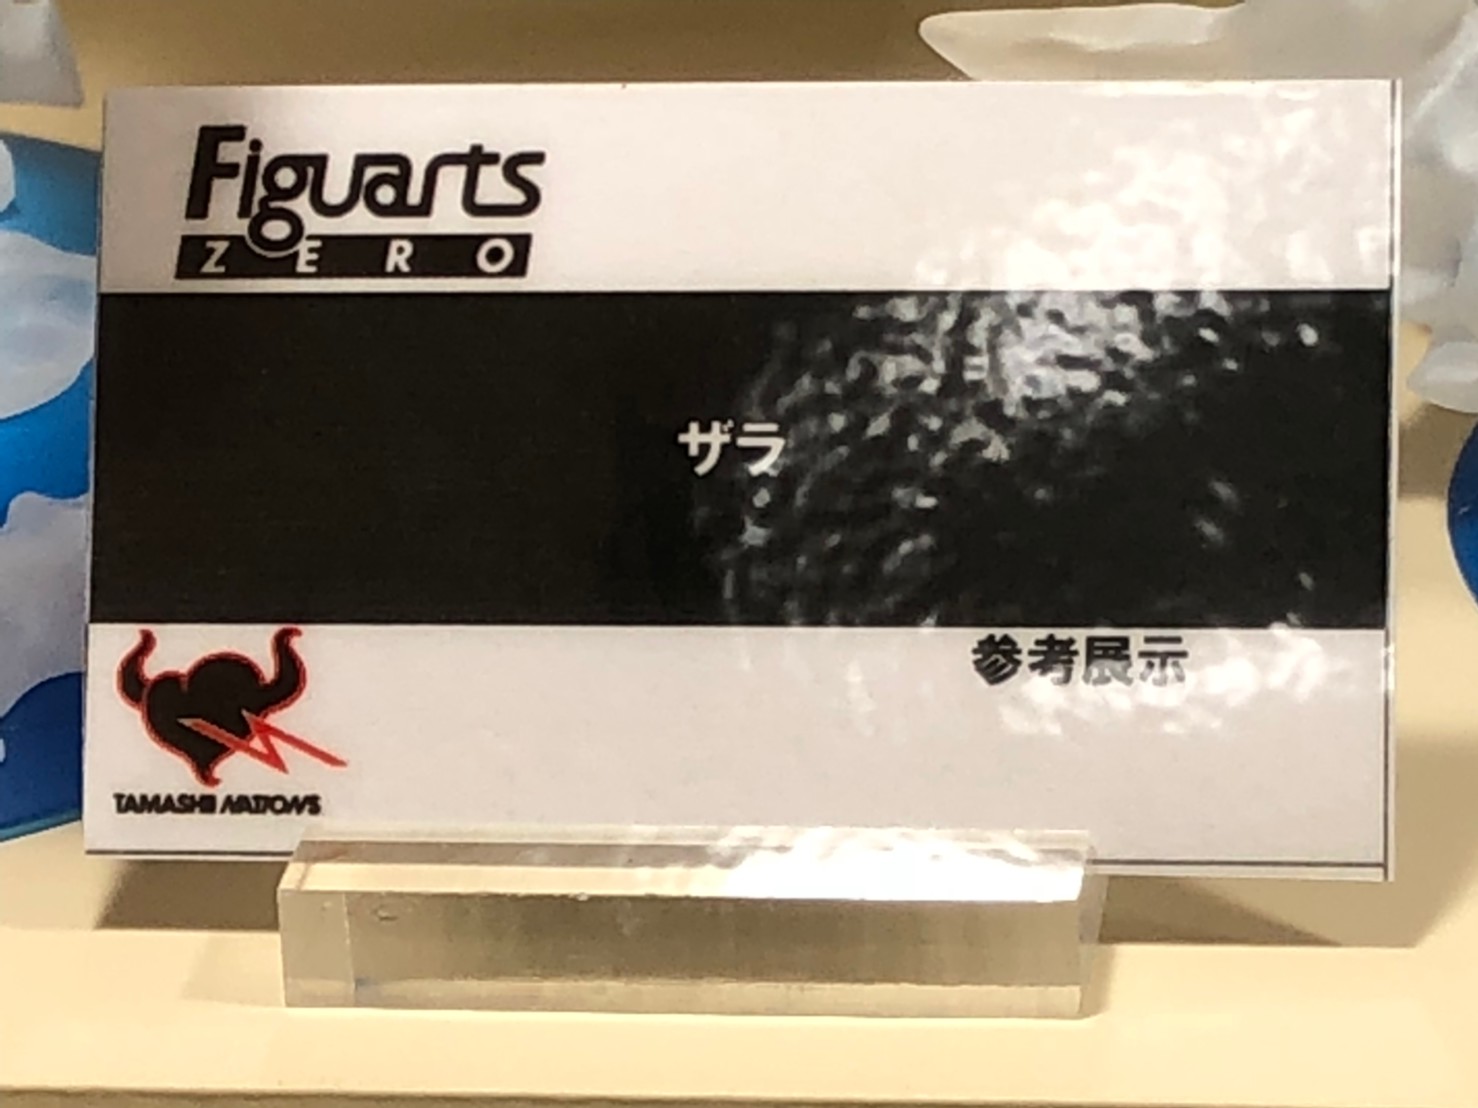 Figuarts
ZERO
ザラ
参考展示
TAMASHII NATIONS